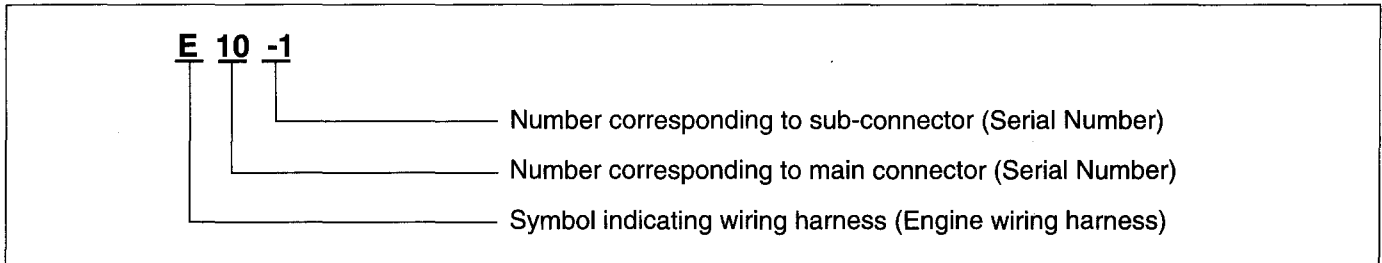 E 10 -1
Number corresponding to sub-connector (Serial Number)
Number corresponding to main connector (Serial Number)
Symbol indicating wiring harness (Engine wiring harness)